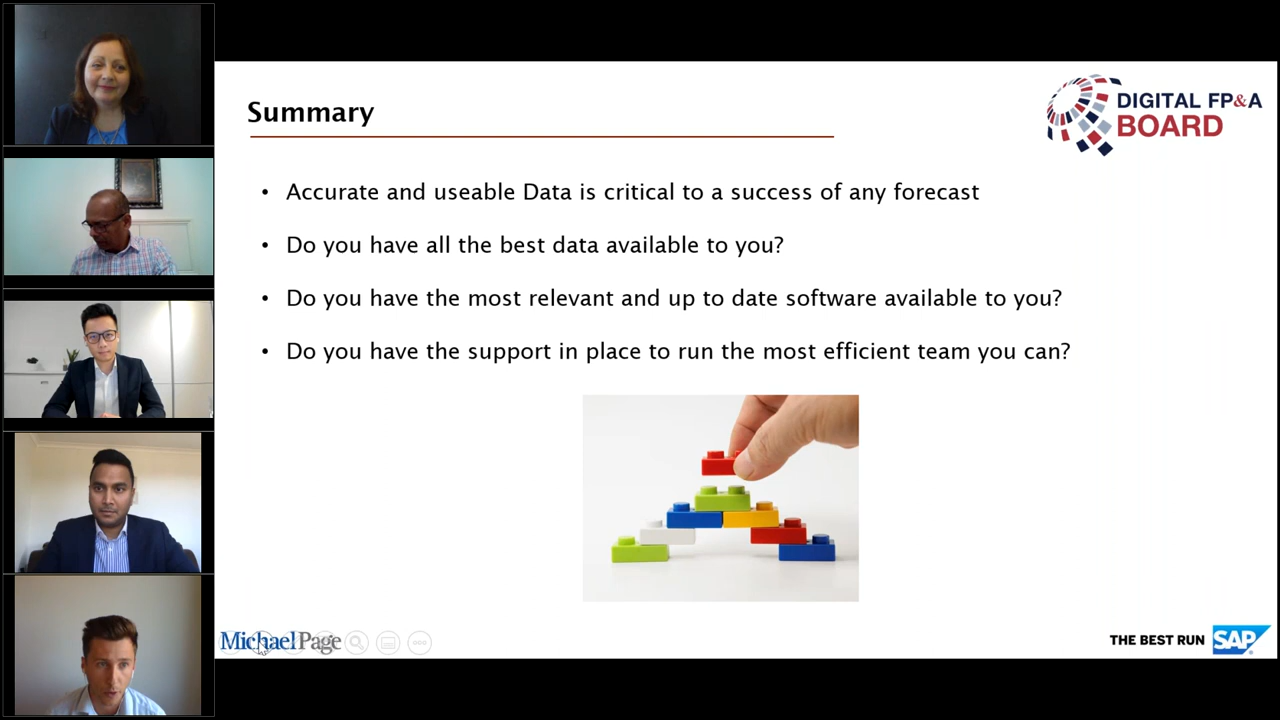 Summary
DIGITAL FP&A
BOARD
• Accurate and useable Data is critical to a success of any forecast
• Do you have all the best data available to you?
• Do you have the most relevant and up to date software available to you?
• Do you have the support in place to run the most efficient team you can?
MichaelPage
THE BEST RUN SAP